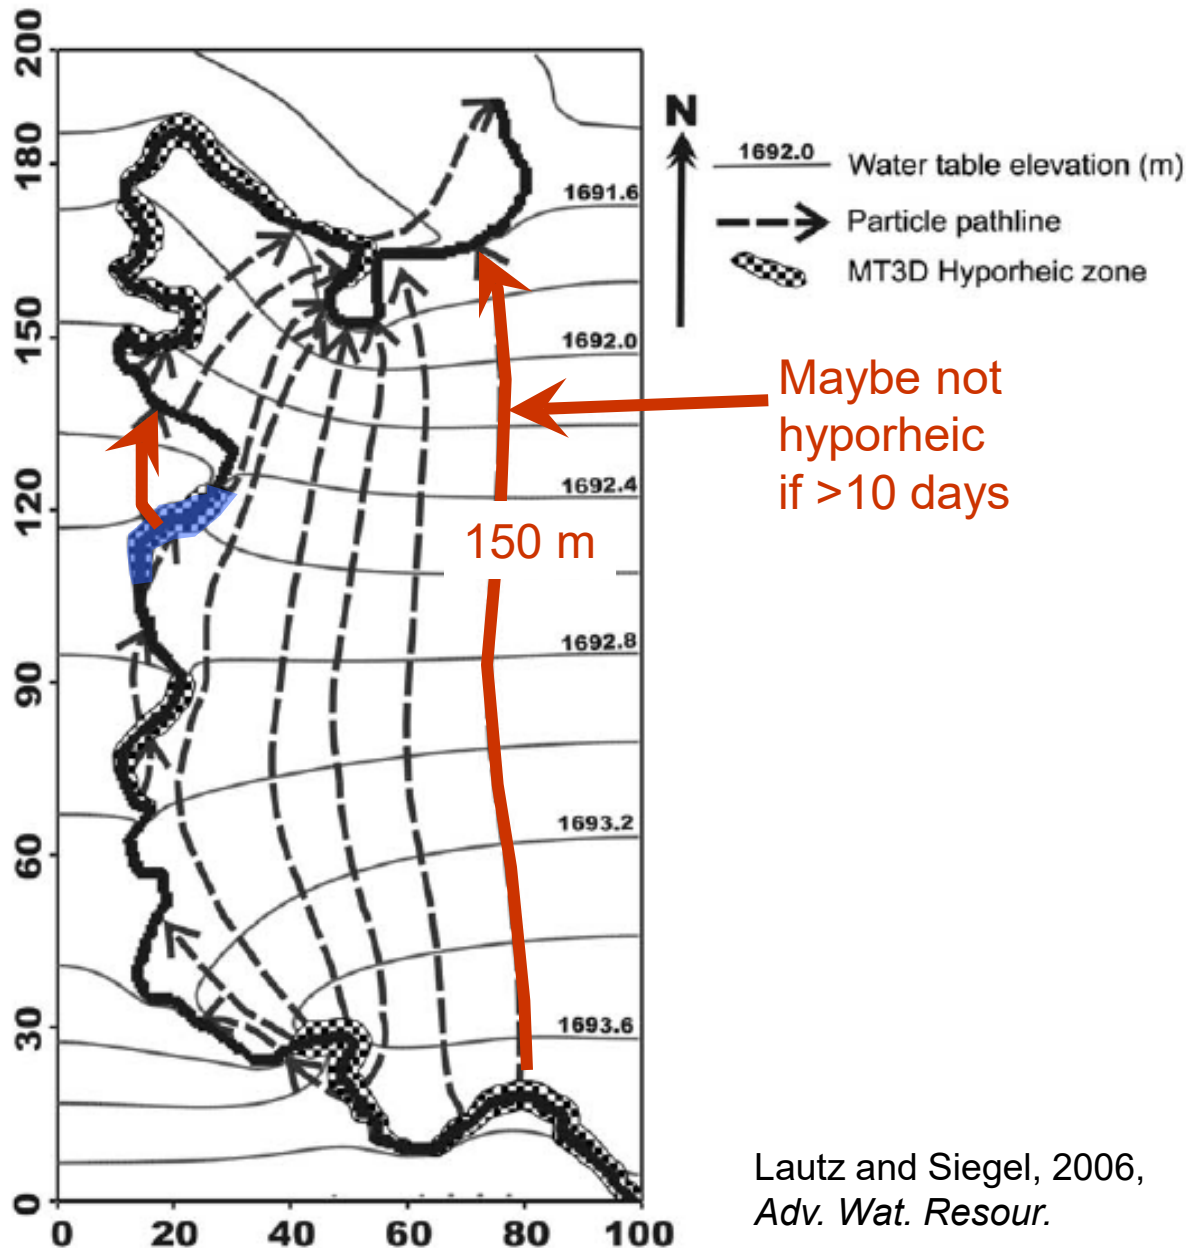 200
180
150
120
90
60
30
0
0 20 40 60 80 100
1691.6
1692.0
1692.4
1692.8
1693.2
1693.6
150 m
N
1692.0
Water table elevation (m)
Particle pathline
MT3D Hyporheic zone
Maybe not
hyporheic
if >10 days
Lautz and Siegel, 2006,
Adv. Wat. Resour.